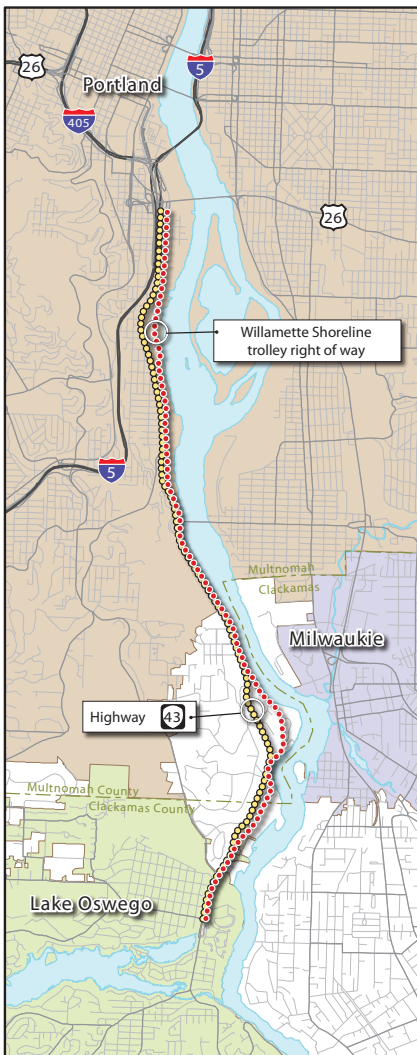 26
Portland
5
405
26
Willamette Shoreline
trolley right of way
5
Multnomah
Clackamas
Milwaukie
Highway 43
Multnomah County
Clackamas County
Lake Oswego